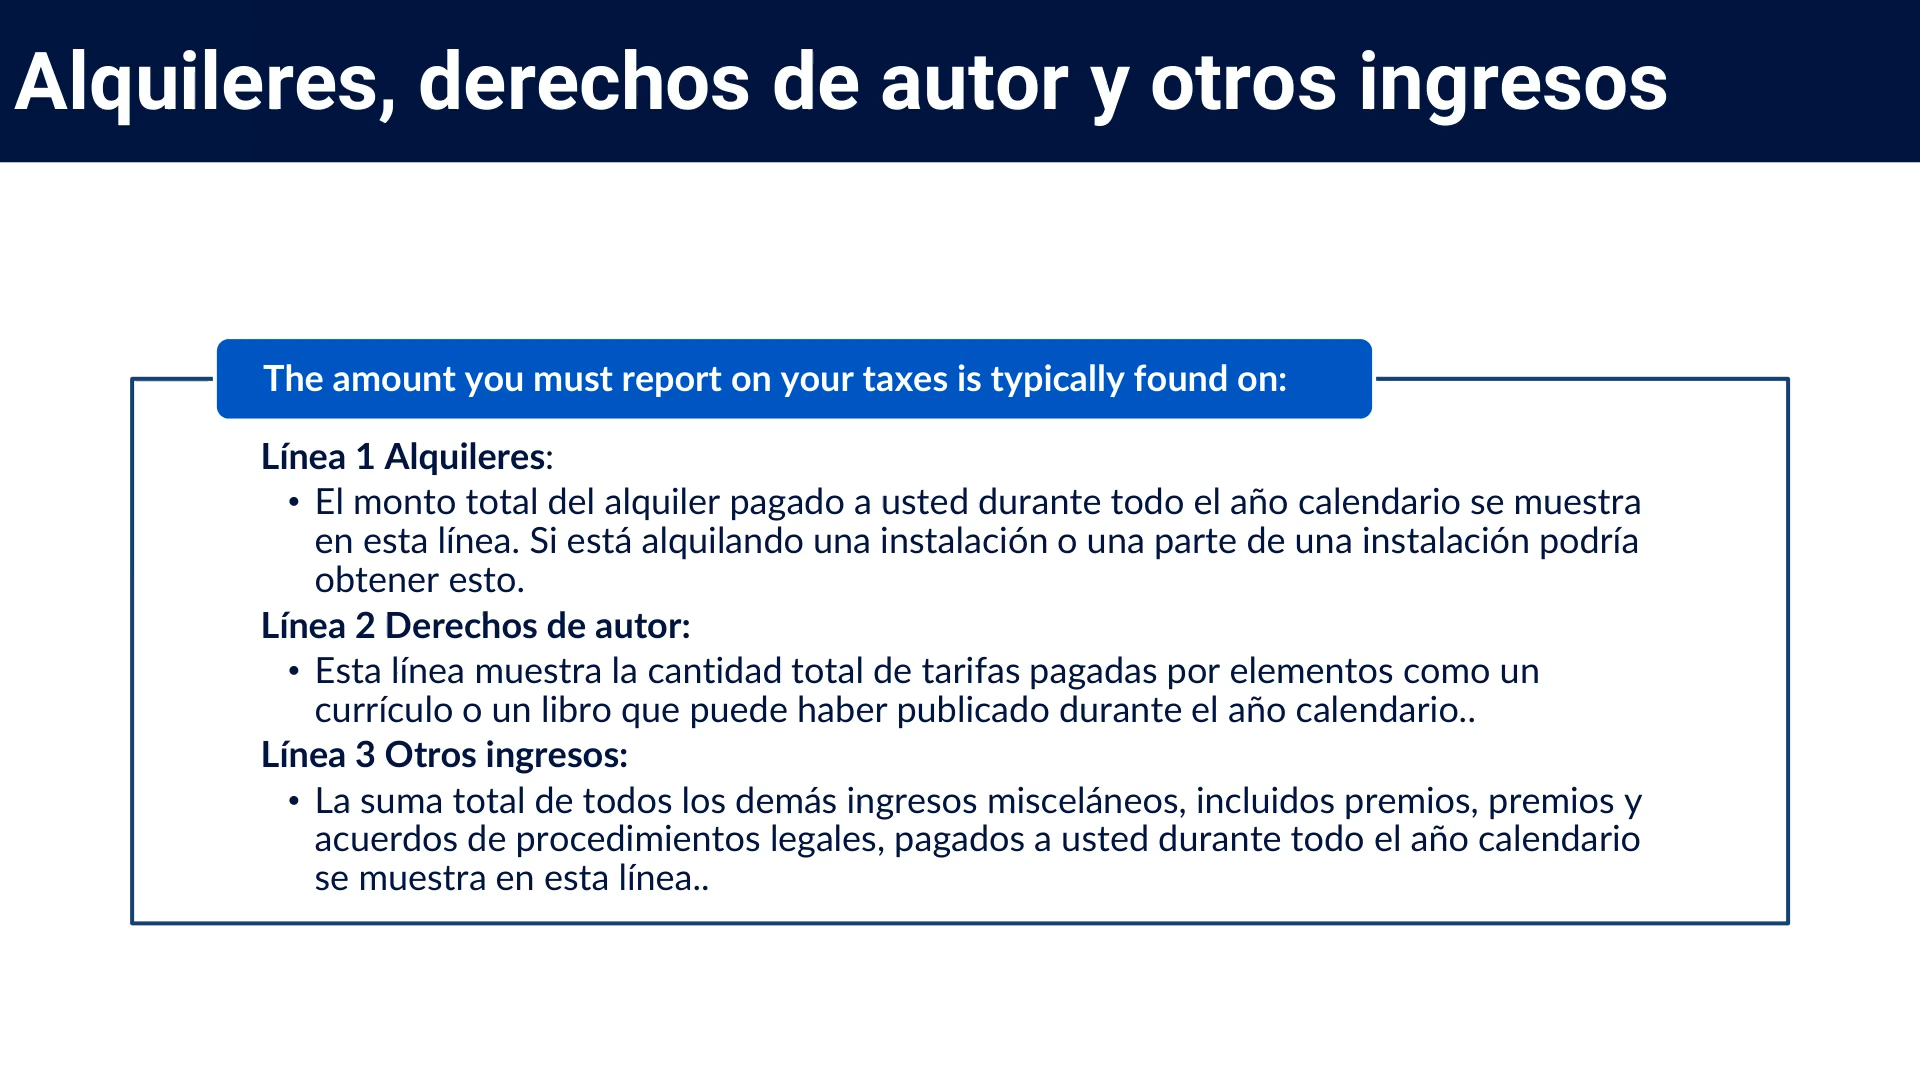 Alquileres, derechos de autor y otros ingresos
The amount you must report on your taxes is typically found on:
Línea 1 Alquileres:
• El monto total del alquiler pagado a usted durante todo el año calendario se muestra
en esta línea. Si está alquilando una instalación o una parte de una instalación podría
obtener esto.
Línea 2 Derechos de autor:
• Esta línea muestra la cantidad total de tarifas pagadas por elementos como un
currículo o un libro que puede haber publicado durante el año calendario..
Línea 3 Otros ingresos:
• La suma total de todos los demás ingresos misceláneos, incluidos premios, premios y
acuerdos de procedimientos legales, pagados a usted durante todo el año calendario
se muestra en esta línea..